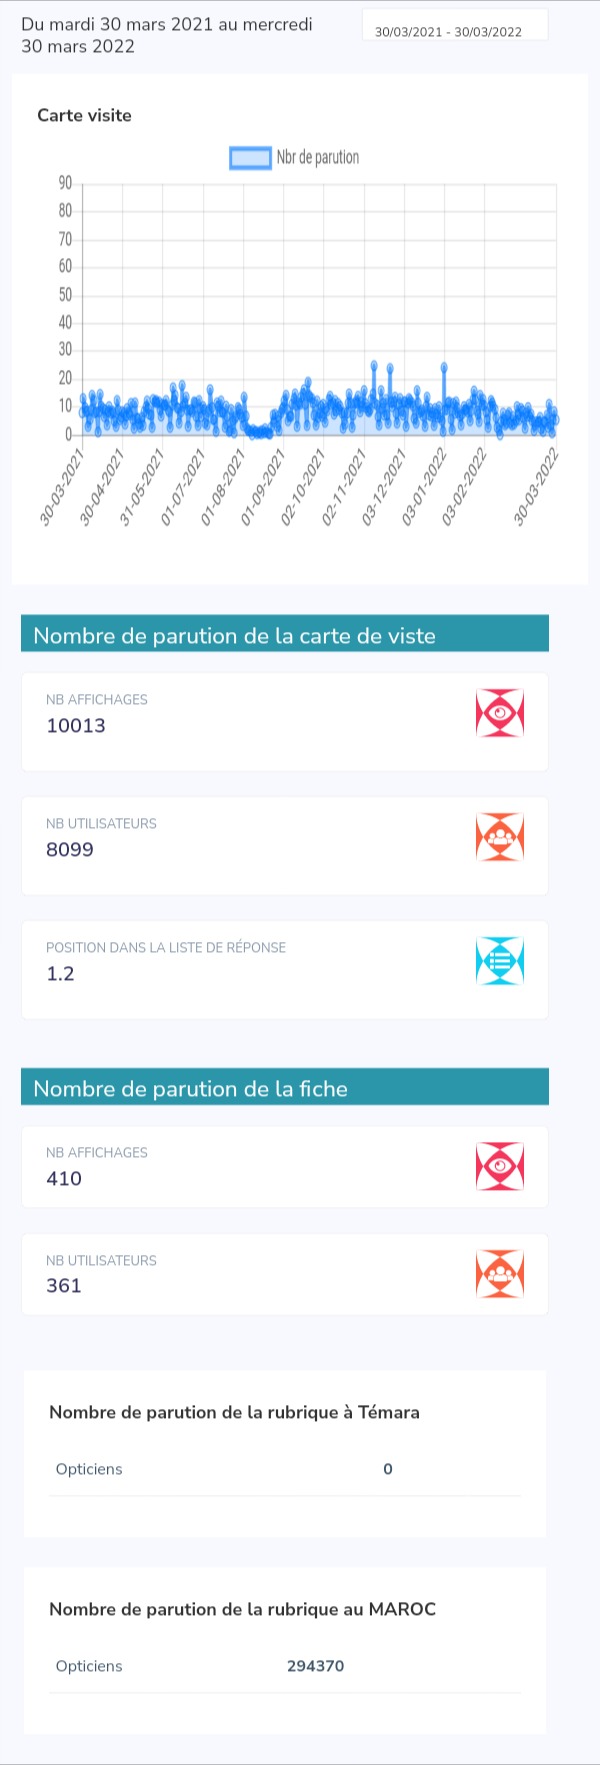 Du mardi 30 mars 2021 au mercredi
30 mars 2022
30/03/2021 - 30/03/2022
Carte visite
Nbr de parution
90
80
70
60
50
40
30
20
10
0
30-03-2021
30-04-2021
31-05-2021
01-07-2021
01-08-2021
01-09-2021
02-10-2021
02-11-2021
03-12-2021
03-01-2022
03-02-2022
30-03-2022
Nombre de parution de la carte de viste
NB AFFICHAGES
10013
NB UTILISATEURS
8099
POSITION DANS LA LISTE DE RÉPONSE
1.2
Nombre de parution de la fiche
NB AFFICHAGES
410
NB UTILISATEURS
361
Nombre de parution de la rubrique à Témara
Opticiens 0
Nombre de parution de la rubrique au MAROC
Opticiens 294370